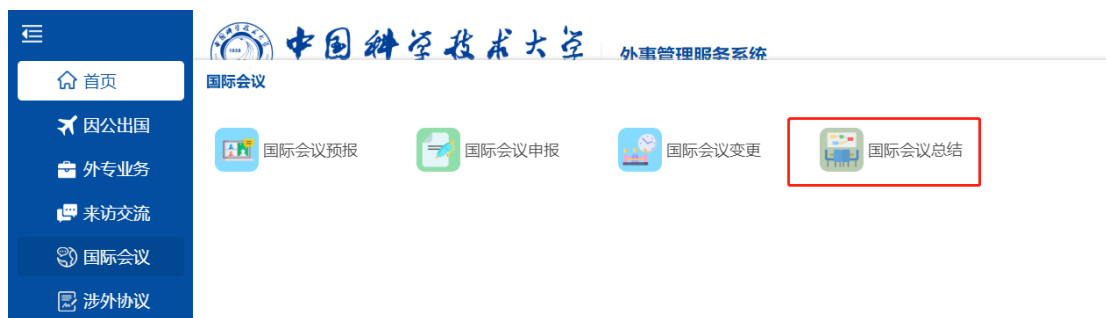 中国科学技术大学
外事管理服务系统
首页
国际会议
因公出国
外专业务
来访交流
国际会议
涉外协议
国际会议预报
国际会议申报
国际会议变更
国际会议总结